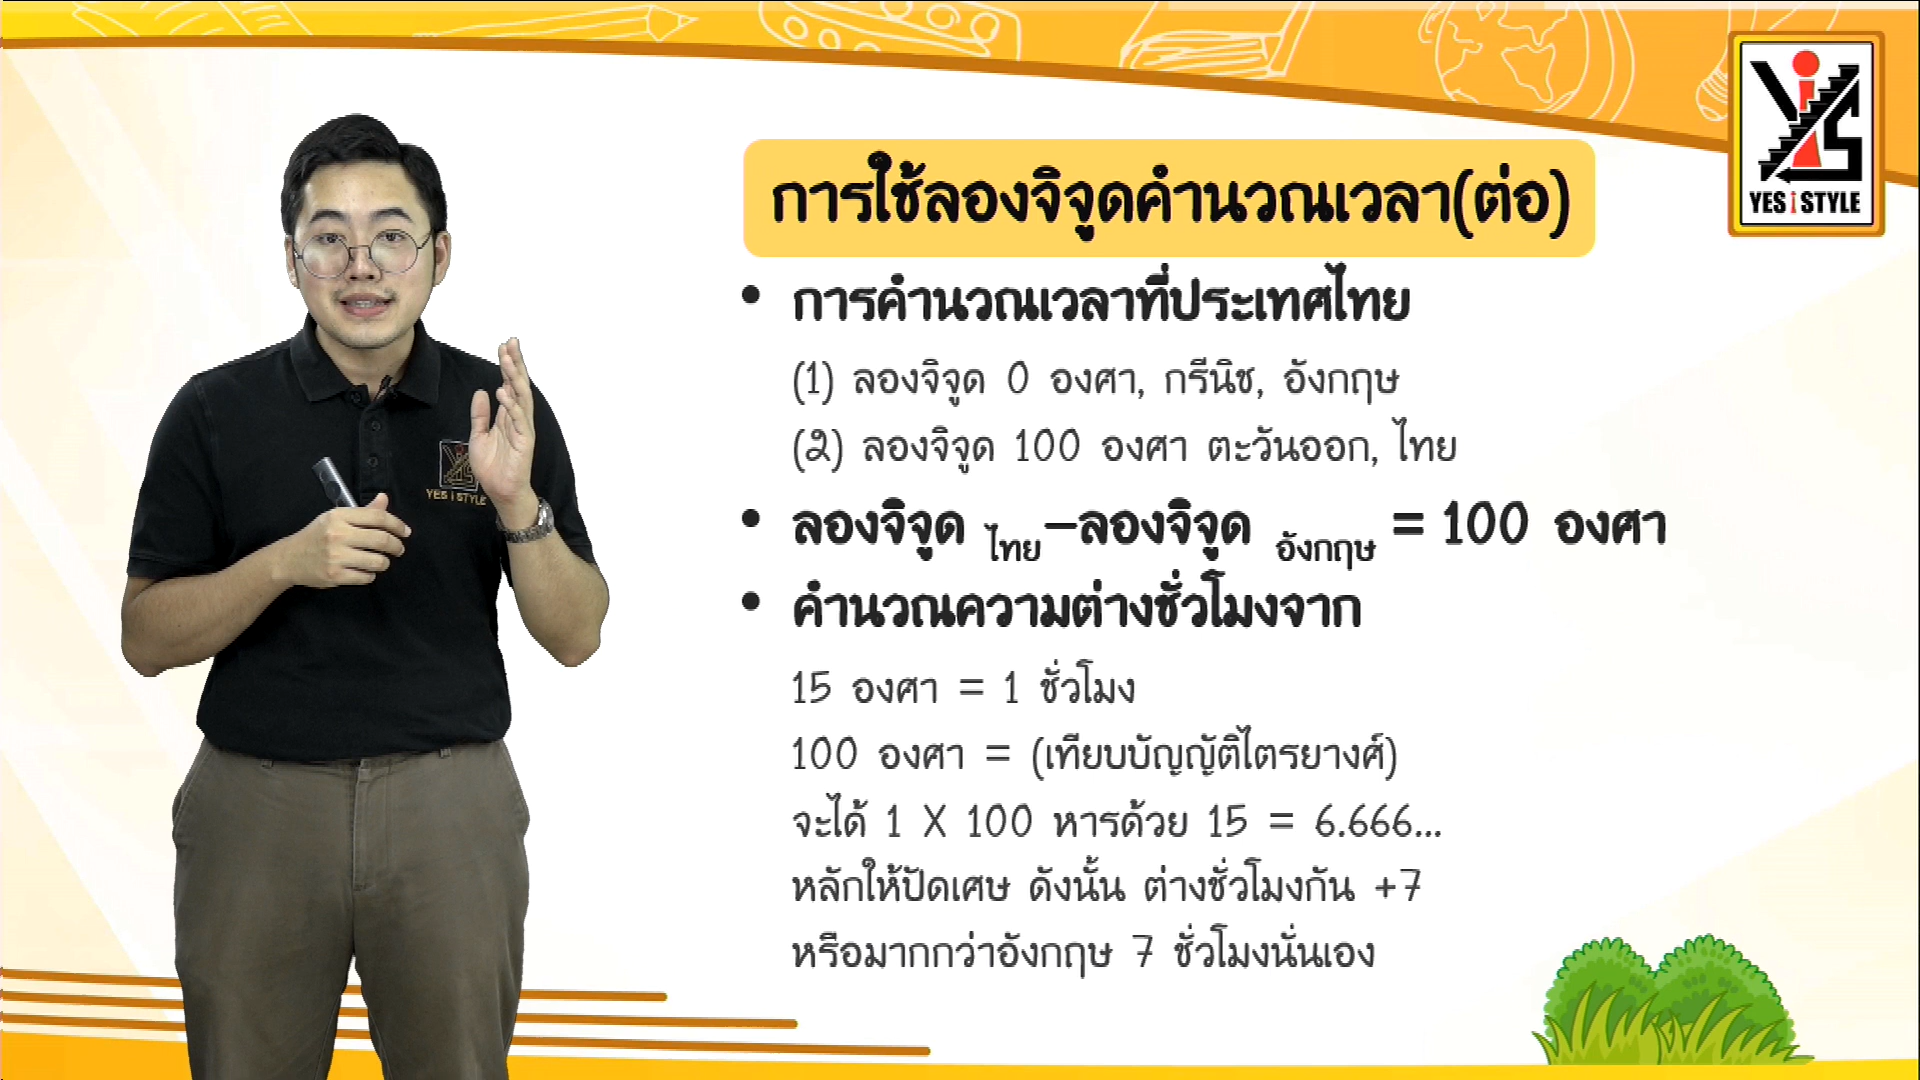 YES i STYLE
การใช้ลองจิจูดคำนวณเวลา(ต่อ)
• การคำนวณเวลาที่ประเทศไทย
(1) ลองจิจูด 0 องศา, กรีนิช, อังกฤษ
(2) ลองจิจูด 100 องศา ตะวันออก, ไทย
• ลองจิจูด ไทย–ลองจิจูด อังกฤษ = 100 องศา
• คำนวณความต่างชั่วโมงจาก
15 องศา = 1 ชั่วโมง
100 องศา = (เทียบบัญญัติไตรยางศ์)
จะได้ 1 X 100 หารด้วย 15 = 6.666...
หลักให้ปัดเศษ ดังนั้น ต่างชั่วโมงกัน +7
หรือมากกว่าอังกฤษ 7 ชั่วโมงนั่นเอง
YES i STYLE